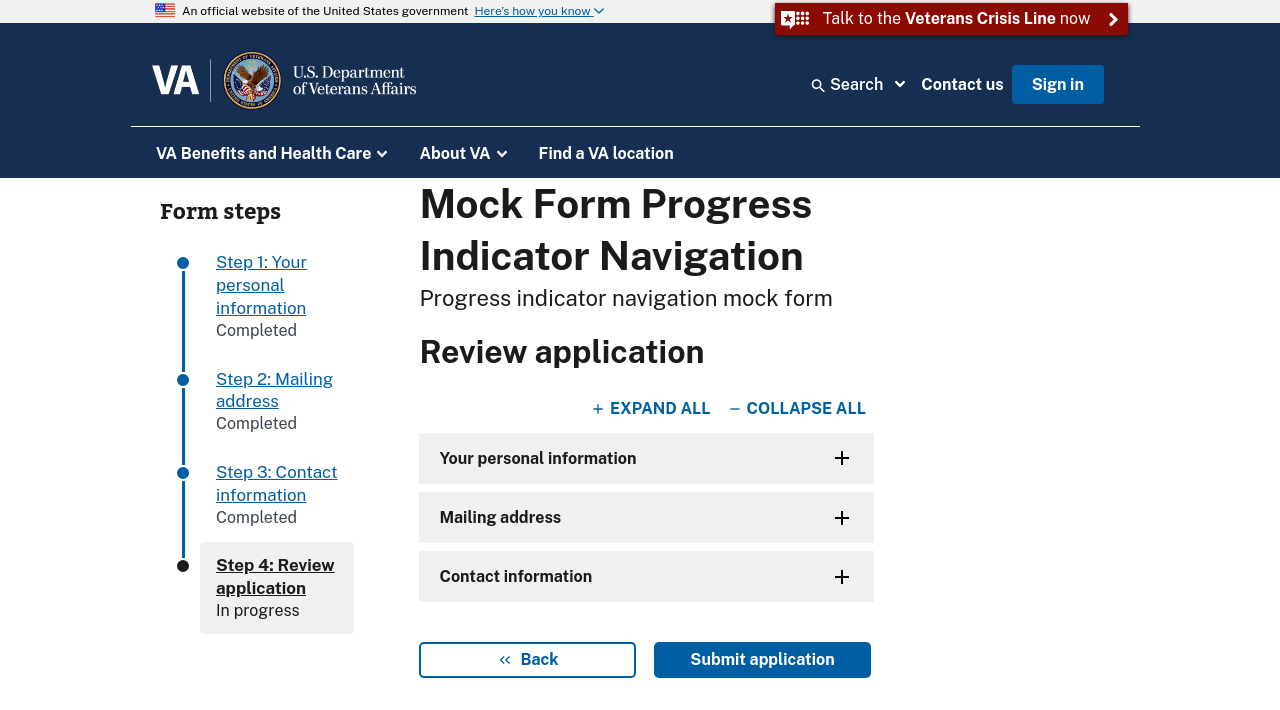 An official website of the United States government Here's how you know
Talk to the Veterans Crisis Line now
VA
U.S. Department
of Veterans Affairs
Search
Contact us
Sign in
VA Benefits and Health Care
About VA
Find a VA location
Form steps
Step 1: Your
personal
information
Completed
Step 2: Mailing
address
Completed
Step 3: Contact
information
Completed
Step 4: Review
application
In progress
Mock Form Progress
Indicator Navigation
Progress indicator navigation mock form
Review application
+ EXPAND ALL
− COLLAPSE ALL
Your personal information
Mailing address
Contact information
Back
Submit application